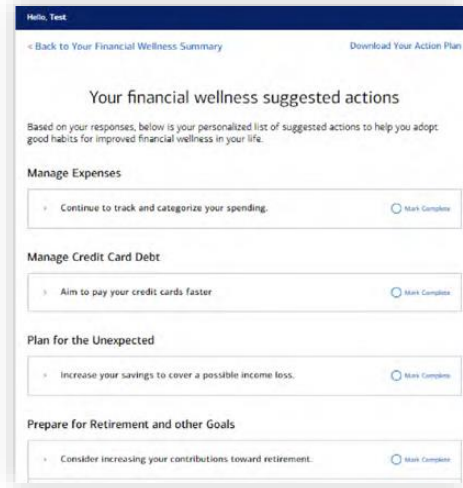 Hello, Test
< Back to Your Financial Wellness Summary
Download Your Action Plan
Your financial wellness suggested actions
Based on your responses, below is your personalized list of suggested actions to help you adopt
good habits for improved financial wellness in your life.
Manage Expenses
Continue to track and categorize your spending.
Mark Complete
Manage Credit Card Debt
Aim to pay your credit cards faster
Mark Complete
Plan for the Unexpected
Increase your savings to cover a possible income loss.
Mark Complete
Prepare for Retirement and other Goals
Consider increasing your contributions toward retirement.
Mark Complete